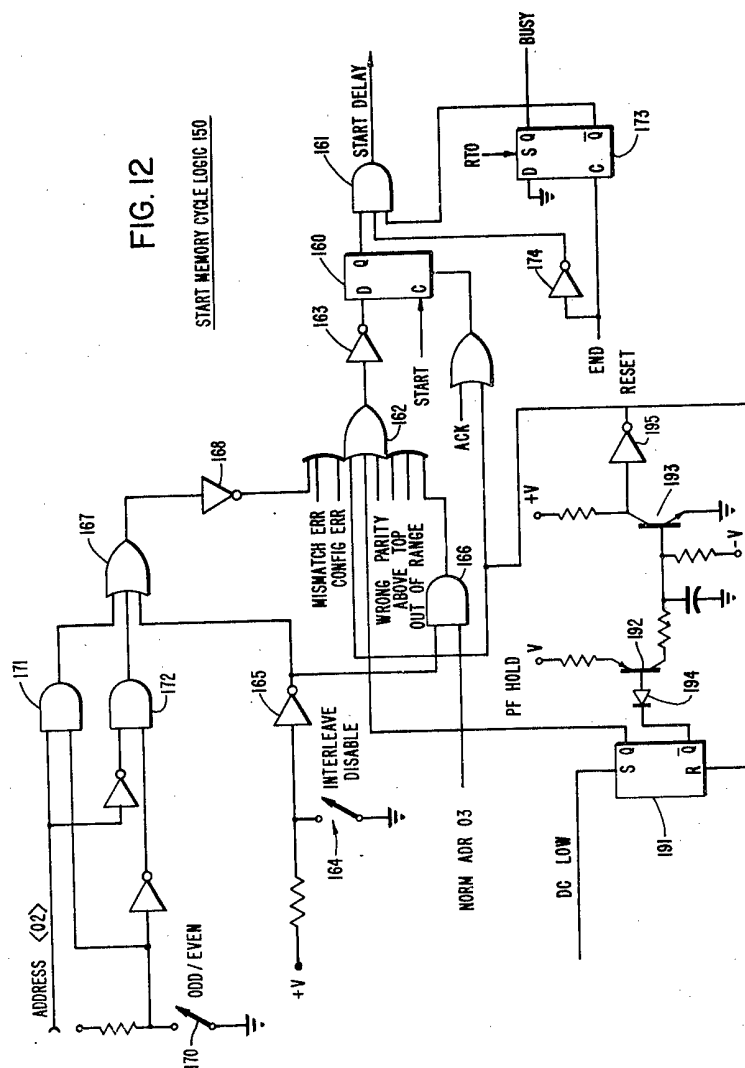 FIG. 12
START MEMORY CYCLE LOGIC 150
ADDRESS <02>
ODD/EVEN
170
171
172
167
168
+V
164
INTERLEAVE
DISABLE
165
NORM ADR 03
166
MISMATCH ERR
CONFIG ERR
WRONG PARITY
ABOVE TOP
OUT OF RANGE
162
163
D Q
C
160
START
ACK
161
START DELAY
174
END
RESET
RTO
D S Q
C Q
173
BUSY
DC LOW
S Q
R Q
191
PF HOLD
V
192
194
+V
193
-V
195